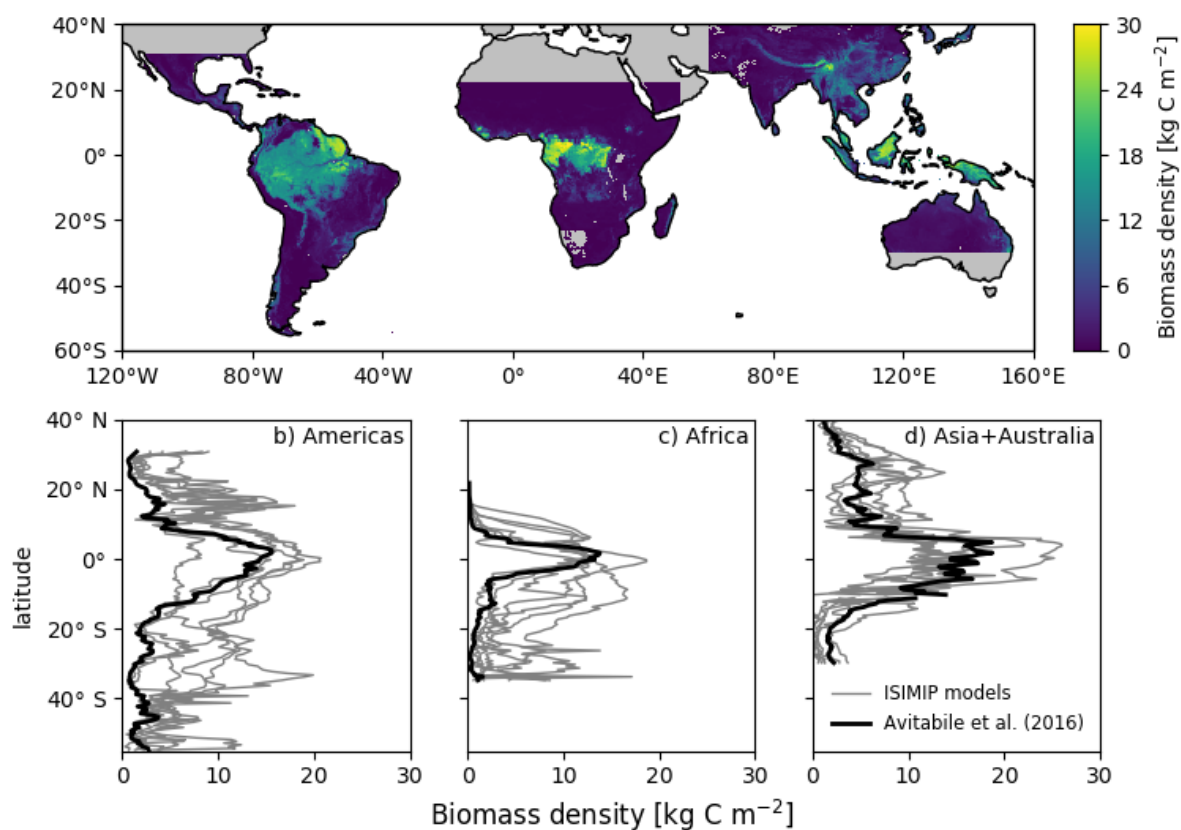 40°N
20°N
0°
20°S
40°S
60°S
120°W
80°W
40°W
0°
40°E
80°E
120°E
160°E
30
24
18
12
6
0
Biomass density [kg C m⁻²]
b) Americas
c) Africa
d) Asia+Australia
40° N
20° N
0°
20° S
40° S
latitude
ISIMIP models
Avitabile et al. (2016)
0 10 20 30
0 10 20 30
0 10 20 30
Biomass density [kg C m⁻²]